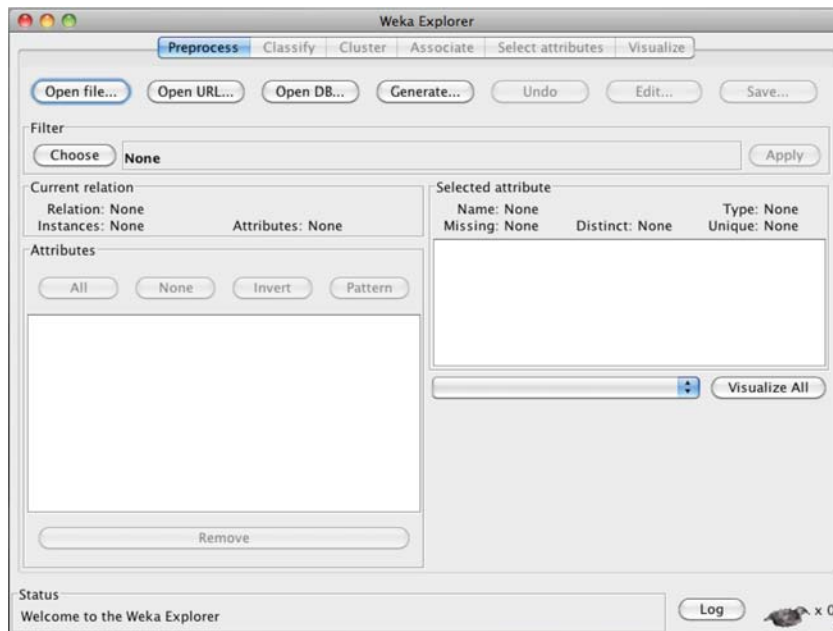 Weka Explorer
Preprocess Classify Cluster Associate Select attributes Visualize
Open file... Open URL... Open DB... Generate... Undo Edit... Save...
Filter
Choose None Apply
Current relation
Relation: None
Instances: None Attributes: None
Attributes
All None Invert Pattern
Remove
Selected attribute
Name: None Type: None
Missing: None Distinct: None Unique: None
Visualize All
Status
Welcome to the Weka Explorer
Log x 0